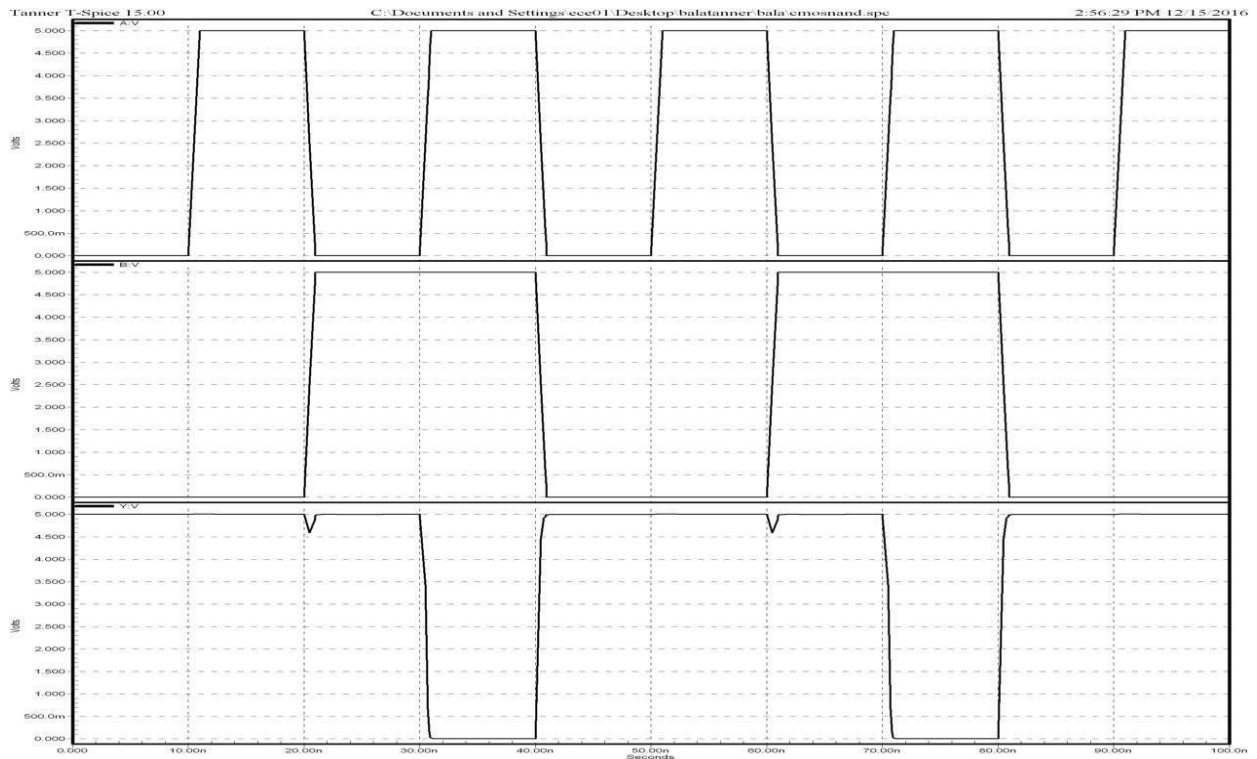 Tanner T-Spice 15.00 C:\Documents and Settings\ece01\Desktop\balatanner\bala\cmosnand.spc 2:56:29 PM 12/15/2016
A:V
5.000
4.500
4.000
3.500
3.000
2.500
2.000
1.500
1.000
500.0m
0.000
Volts
B:V
5.000
4.500
4.000
3.500
3.000
2.500
2.000
1.500
1.000
500.0m
0.000
Volts
Y:V
5.000
4.500
4.000
3.500
3.000
2.500
2.000
1.500
1.000
500.0m
0.000
Volts
0.000 10.00n 20.00n 30.00n 40.00n 50.00n 60.00n 70.00n 80.00n 90.00n 100.0n
Seconds